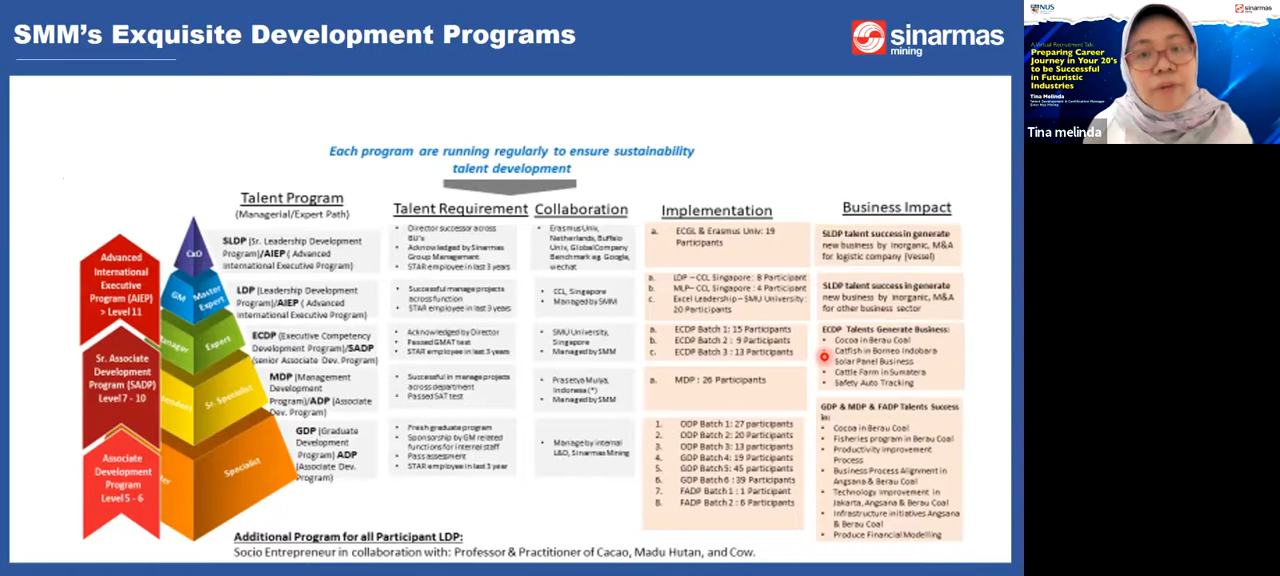 SMM's Exquisite Development Programs
sinarmas
mining
Each program are running regularly to ensure sustainability
talent development
Talent Program
(Managerial/Expert Path)
Talent Requirement
Collaboration
Implementation
Business Impact
Advanced
International
Executive
Program (AIEP)
> Level 11
Sr. Associate
Development
Program (SADP)
Level 7 - 10
Associate
Development
Program
Level 5 - 6
CxO
GM
Master
Expert
Expert
Sr. Specialist
Specialist
SLDP (Sr. Leadership Development
Program)/AIEP ( Advanced
International Executive Program)
LDP (Leadership Development
Program)/AIEP ( Advanced
International Executive Program)
ECDP (Executive Competency
Development Program)/SADP
(senior Associate Dev. Program)
MDP (Management
Development
Program)/ADP (Associate
Dev. Program)
GDP (Graduate
Development
Program) ADP
(Associate Dev.
Program)
• Director successor across
BU's
• Acknowledged by Sinarmas
Group Management
• STAR employee in last 3 years
• Successful manage projects
across function
• STAR employee in last 3 years
• Acknowledged by Director
• Passed GMAT test
• STAR employee in last 3 years
• Successful in manage projects
across department
• Passed SAT test
• Fresh graduate program
• Sponsorship by GM related
functions for internal staff
• Pass assesment
• STAR employee in last 3 year
• Erasmus Univ,
Netherlands, Buffalo
Univ, Global Company
Benchmark eg. Google,
wechat
• CCL, Singapore
• Managed by SMM
• SMU University,
Singapore
• Managed by SMM
• Prasetya Mulya,
Indonesia (*)
• Managed by SMM
• Manage by internal
L&D, Sinarmas Mining
a. ECGL & Erasmus Univ: 19
Participants
a. LDP – CCL Singapore : 8 Participant
b. MLP– CCL Singapore : 4 Participant
c. Excel Leadership – SMU University:
20 Participants
a. ECDP Batch 1: 15 Participants
b. ECDP Batch 2 : 9 Participants
c. ECDP Batch 3 : 13 Participants
a. MDP : 26 Participants
1. ODP Batch 1: 27 participants
2. ODP Batch 2: 20 Participants
3. ODP Batch 3: 13 participants
4. GDP Batch 4: 19 Participants
5. GDP Batch 5: 45 participants
6. GDP Batch 6 : 39 Participants
7. FADP Batch 1 : 1 Participant
8. FADP Batch 2 : 6 Participants
SLDP talent success in generate
new business by inorganic, M&A
for logistic company (Vessel)
SLDP talent success in generate
new business by inorganic, M&A
for other business sector
ECDP Talents Generate Business:
• Cocoa in Berau Coal
• Catfish in Borneo Indobara
• Solar Panel Business
• Cattle Farm in Sumatera
• Safety Auto Tracking
GDP & MDP & FADP Talents Success
in:
• Cocoa in Berau Coal
• Fisheries program in Berau Coal
• Productivity Improvement
Process
• Business Process Alignment in
Angsana & Berau Coal
• Technology Improvement in
Jakarta, Angsana & Berau Coal
• Infrastructure initiatives Angsana
& Berau Coal
• Produce Financial Modelling
Additional Program for all Participant LDP:
Socio Entrepreneur in collaboration with: Professor & Practitioner of Cacao, Madu Hutan, and Cow.
NUS
sinarmas
A Virtual Recruitment Talk
Preparing Career
Journey in Your 20's
to be Successful
in Futuristic
Industries
Tina Melinda
Talent Development & Certification Manager
Sinar Mas Mining
Tina melinda